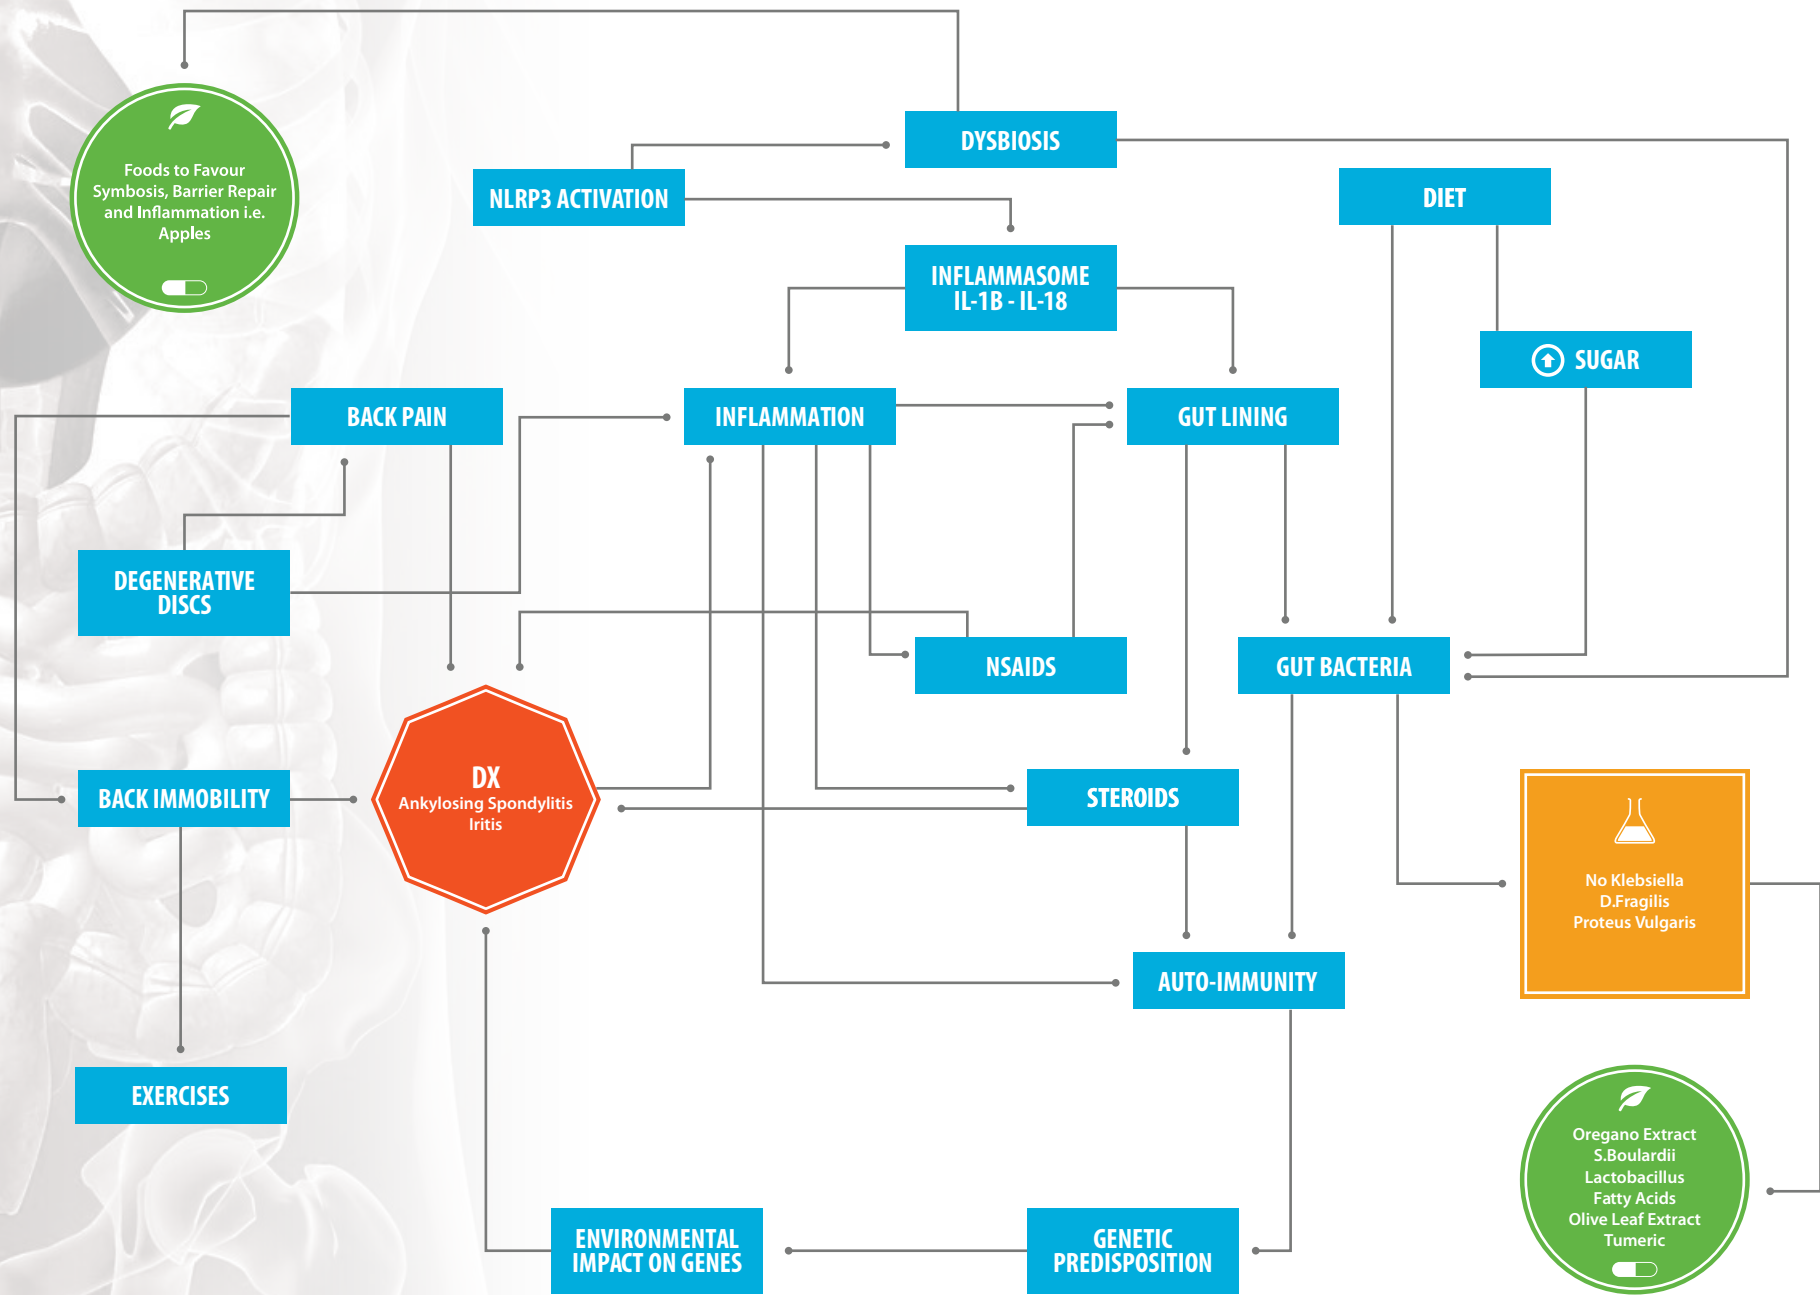 Foods to Favour
Symbosis, Barrier Repair
and Inflammation i.e.
Apples
DYSBIOSIS
NLRP3 ACTIVATION
DIET
INFLAMMASOME
IL-1B - IL-18
SUGAR
BACK PAIN
INFLAMMATION
GUT LINING
DEGENERATIVE
DISCS
NSAIDS
GUT BACTERIA
BACK IMMOBILITY
DX
Ankylosing Spondylitis
Iritis
STEROIDS
No Klebsiella
D.Fragilis
Proteus Vulgaris
AUTO-IMMUNITY
EXERCISES
Oregano Extract
S.Boulardii
Lactobacillus
Fatty Acids
Olive Leaf Extract
Tumeric
ENVIRONMENTAL
IMPACT ON GENES
GENETIC
PREDISPOSITION